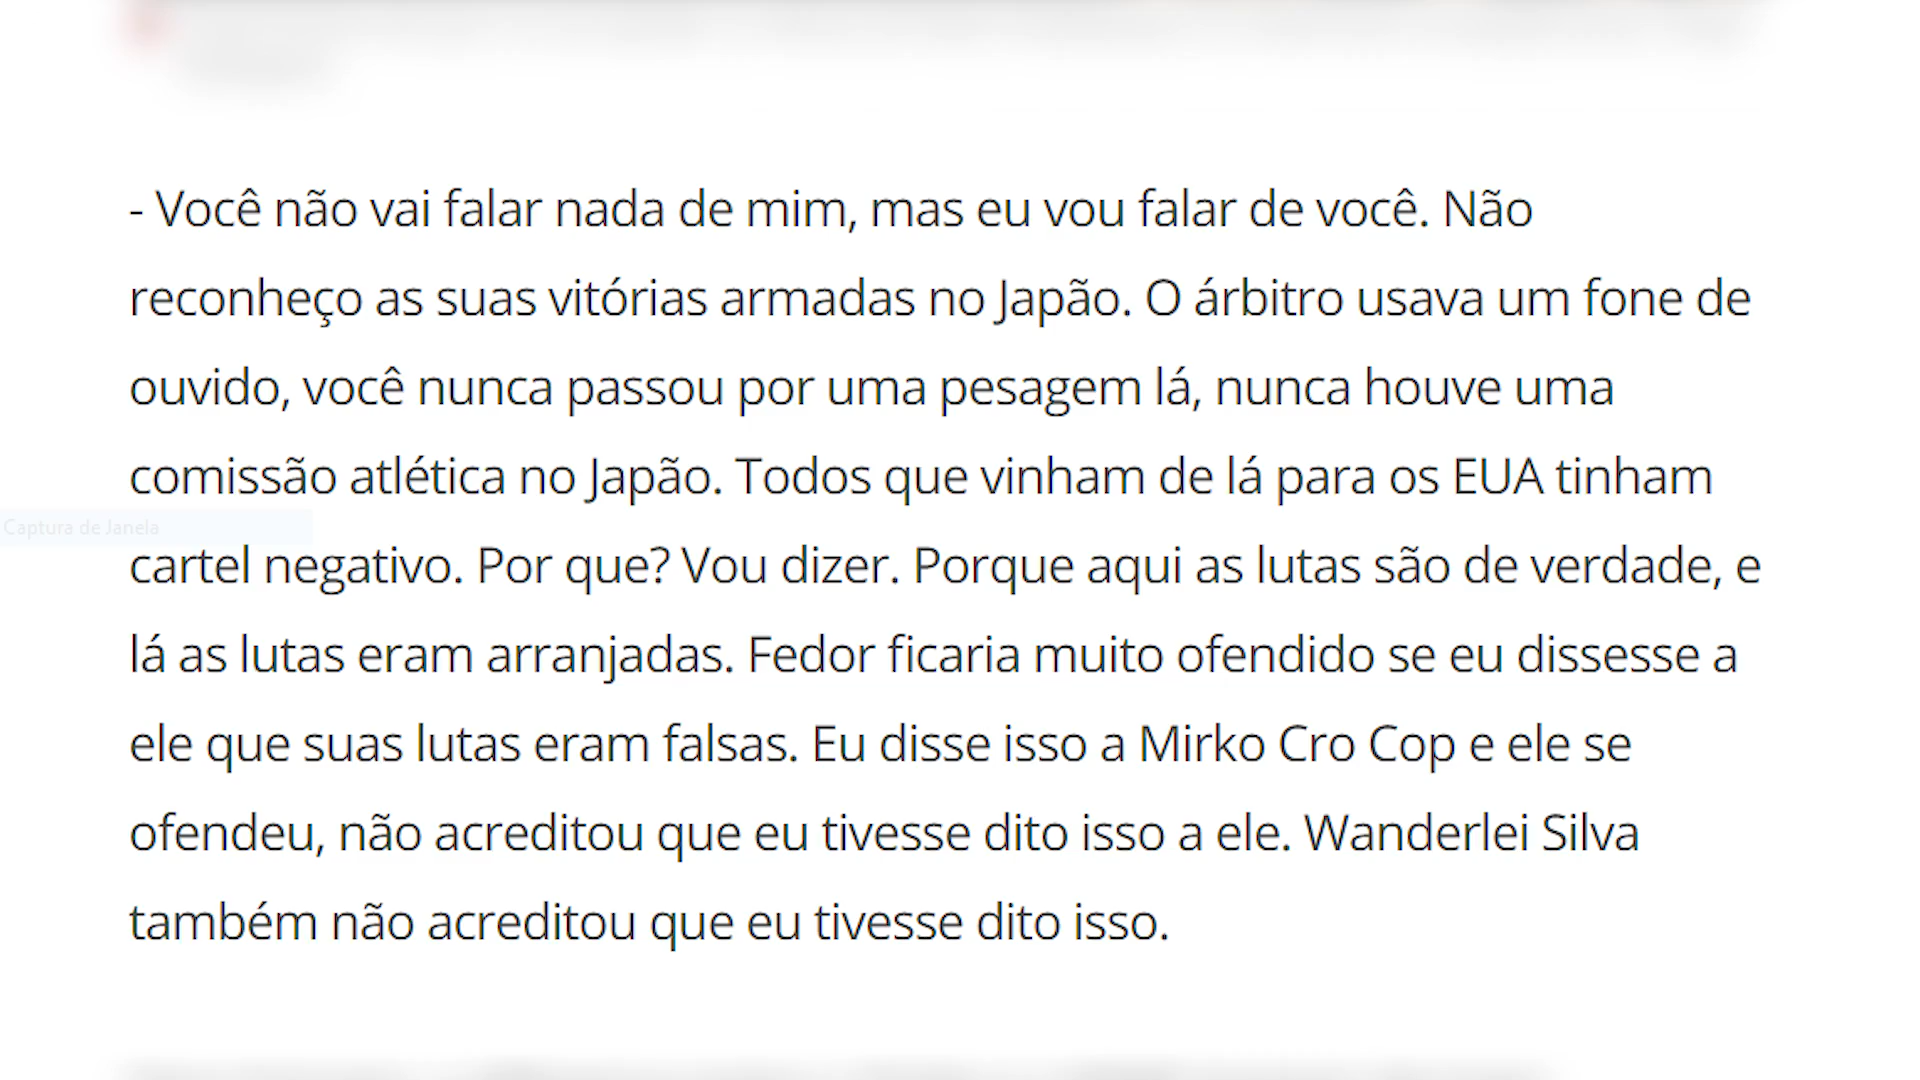 - Você não vai falar nada de mim, mas eu vou falar de você. Não
reconheço as suas vitórias armadas no Japão. O árbitro usava um fone de
ouvido, você nunca passou por uma pesagem lá, nunca houve uma
comissão atlética no Japão. Todos que vinham de lá para os EUA tinham
Captura de Janela
cartel negativo. Por que? Vou dizer. Porque aqui as lutas são de verdade, e
lá as lutas eram arranjadas. Fedor ficaria muito ofendido se eu dissesse a
ele que suas lutas eram falsas. Eu disse isso a Mirko Cro Cop e ele se
ofendeu, não acreditou que eu tivesse dito isso a ele. Wanderlei Silva
também não acreditou que eu tivesse dito isso.